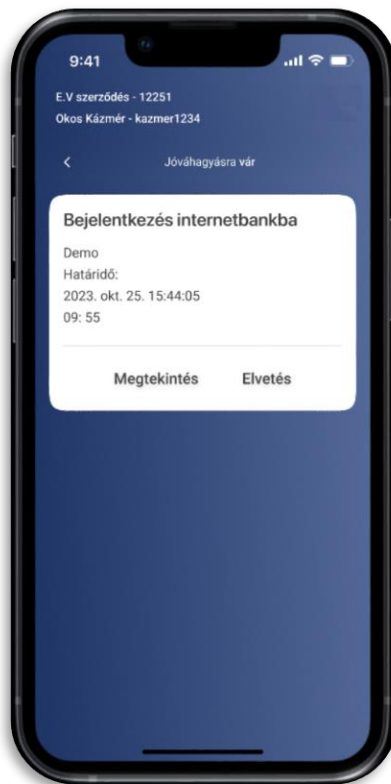 9:41
E.V szerződés - 12251
Okos Kázmér - kazmer1234
Jóváhagyásra vár
Bejelentkezés internetbankba
Demo
Határidő:
2023. okt. 25. 15:44:05
09: 55
Megtekintés Elvetés